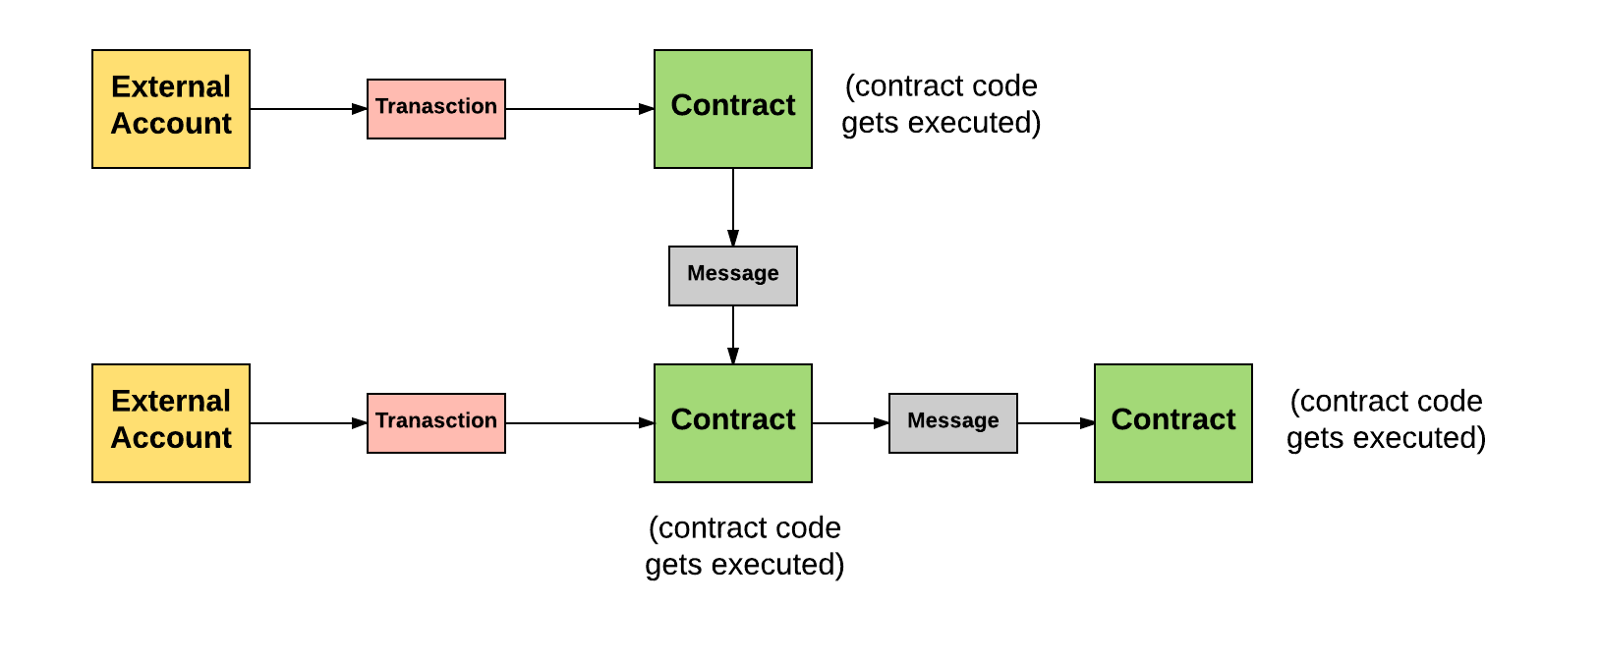 External
Account
Tranasction
Contract
(contract code
gets executed)
Message
External
Account
Tranasction
Contract
Message
Contract
(contract code
gets executed)
(contract code
gets executed)